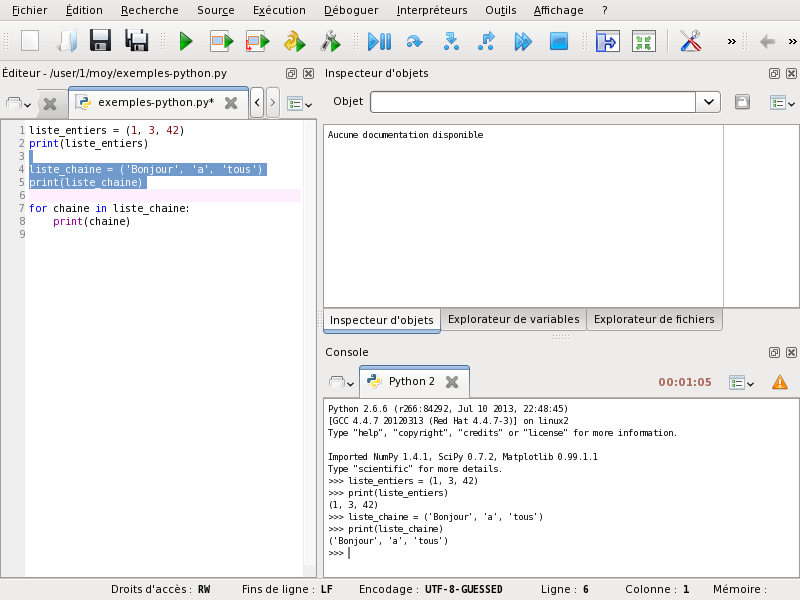 Fichier Édition Recherche Source Exécution Déboguer Interpréteurs Outils Affichage ?
Éditeur - /user/1/moy/exemples-python.py
exemples-python.py*
1 liste_entiers = (1, 3, 42)
2 print(liste_entiers)
3
4 liste_chaine = ('Bonjour', 'a', 'tous')
5 print(liste_chaine)
6
7 for chaine in liste_chaine:
8     print(chaine)
9
Inspecteur d'objets
Objet
Aucune documentation disponible
Inspecteur d'objets Explorateur de variables Explorateur de fichiers
Console
Python 2
00:01:05
Python 2.6.6 (r266:84292, Jul 10 2013, 22:48:45)
[GCC 4.4.7 20120313 (Red Hat 4.4.7-3)] on linux2
Type "help", "copyright", "credits" or "license" for more information.
Imported NumPy 1.4.1, SciPy 0.7.2, Matplotlib 0.99.1.1
Type "scientific" for more details.
>>> liste_entiers = (1, 3, 42)
>>> print(liste_entiers)
(1, 3, 42)
>>> liste_chaine = ('Bonjour', 'a', 'tous')
>>> print(liste_chaine)
('Bonjour', 'a', 'tous')
>>>
Droits d'accès : RW Fins de ligne : LF Encodage : UTF-8-GUESSED Ligne : 6 Colonne : 1 Mémoire :